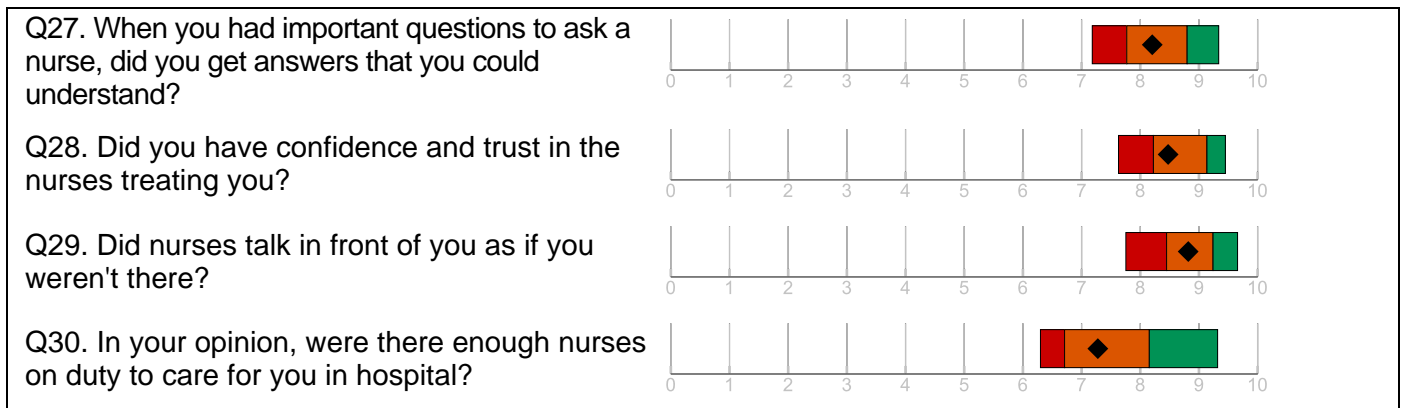 Q27. When you had important questions to ask a
nurse, did you get answers that you could
understand?
0 1 2 3 4 5 6 7 8 9 10
Q28. Did you have confidence and trust in the
nurses treating you?
0 1 2 3 4 5 6 7 8 9 10
Q29. Did nurses talk in front of you as if you
weren't there?
0 1 2 3 4 5 6 7 8 9 10
Q30. In your opinion, were there enough nurses
on duty to care for you in hospital?
0 1 2 3 4 5 6 7 8 9 10